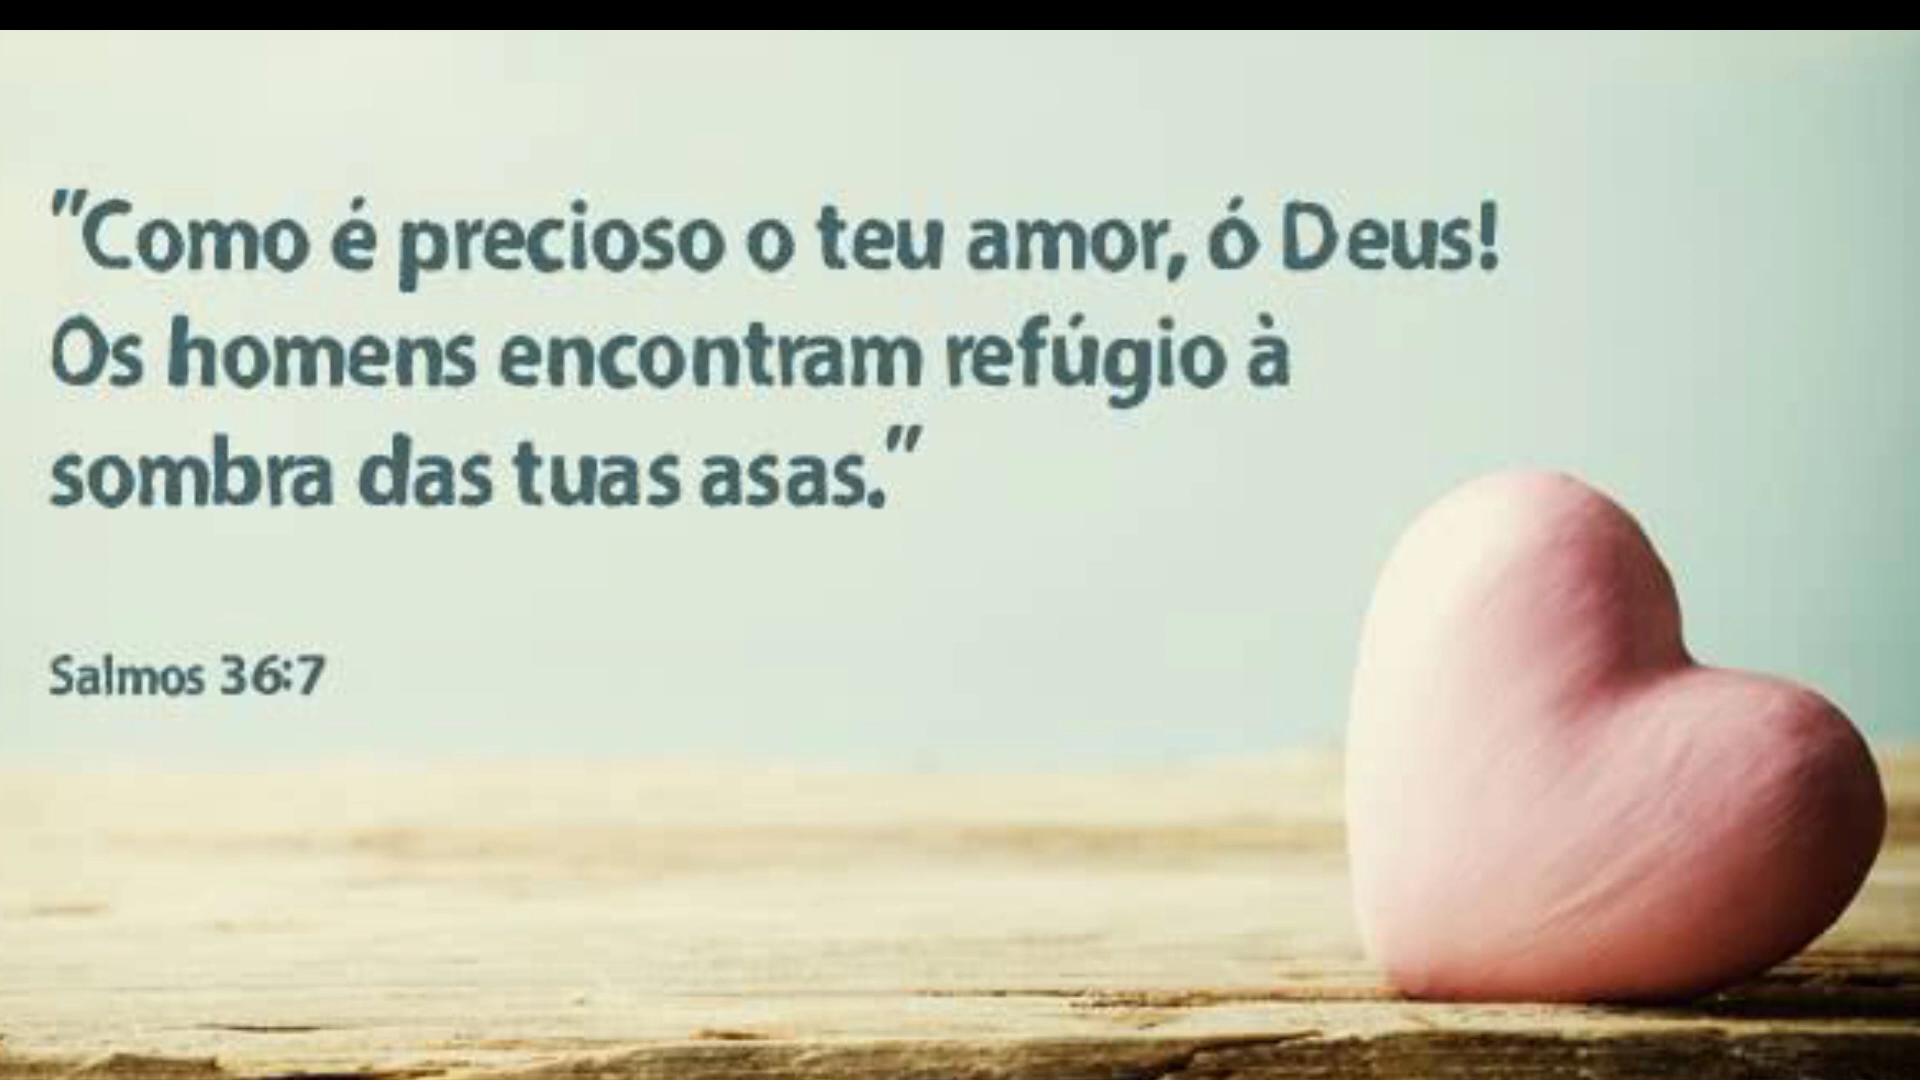 "Como é precioso o teu amor, ó Deus!
Os homens encontram refúgio à
sombra das tuas asas."
Salmos 36:7